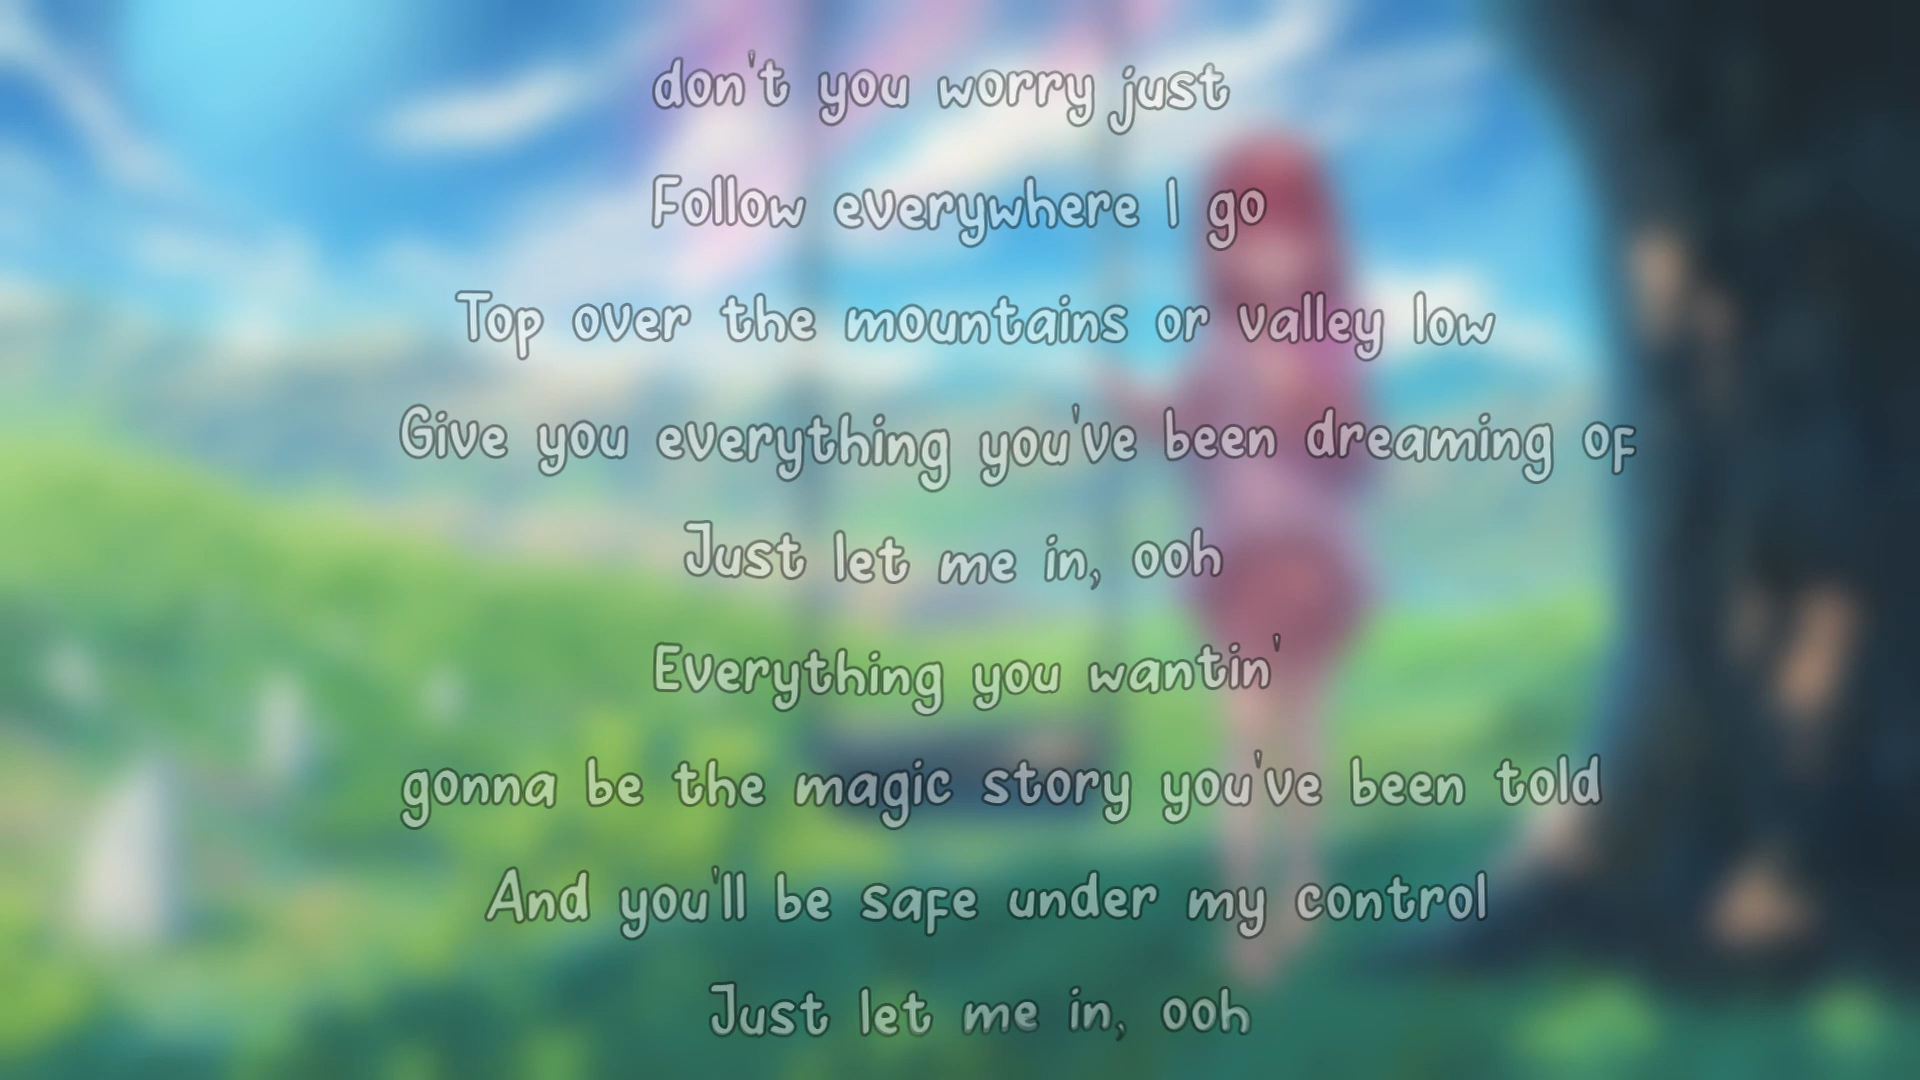 don't you worry just
Follow everywhere I go
Top over the mountains or valley low
Give you everything you've been dreaming of
Just let me in, ooh
Everything you wantin'
gonna be the magic story you've been told
And you'll be safe under my control
Just let me in, ooh